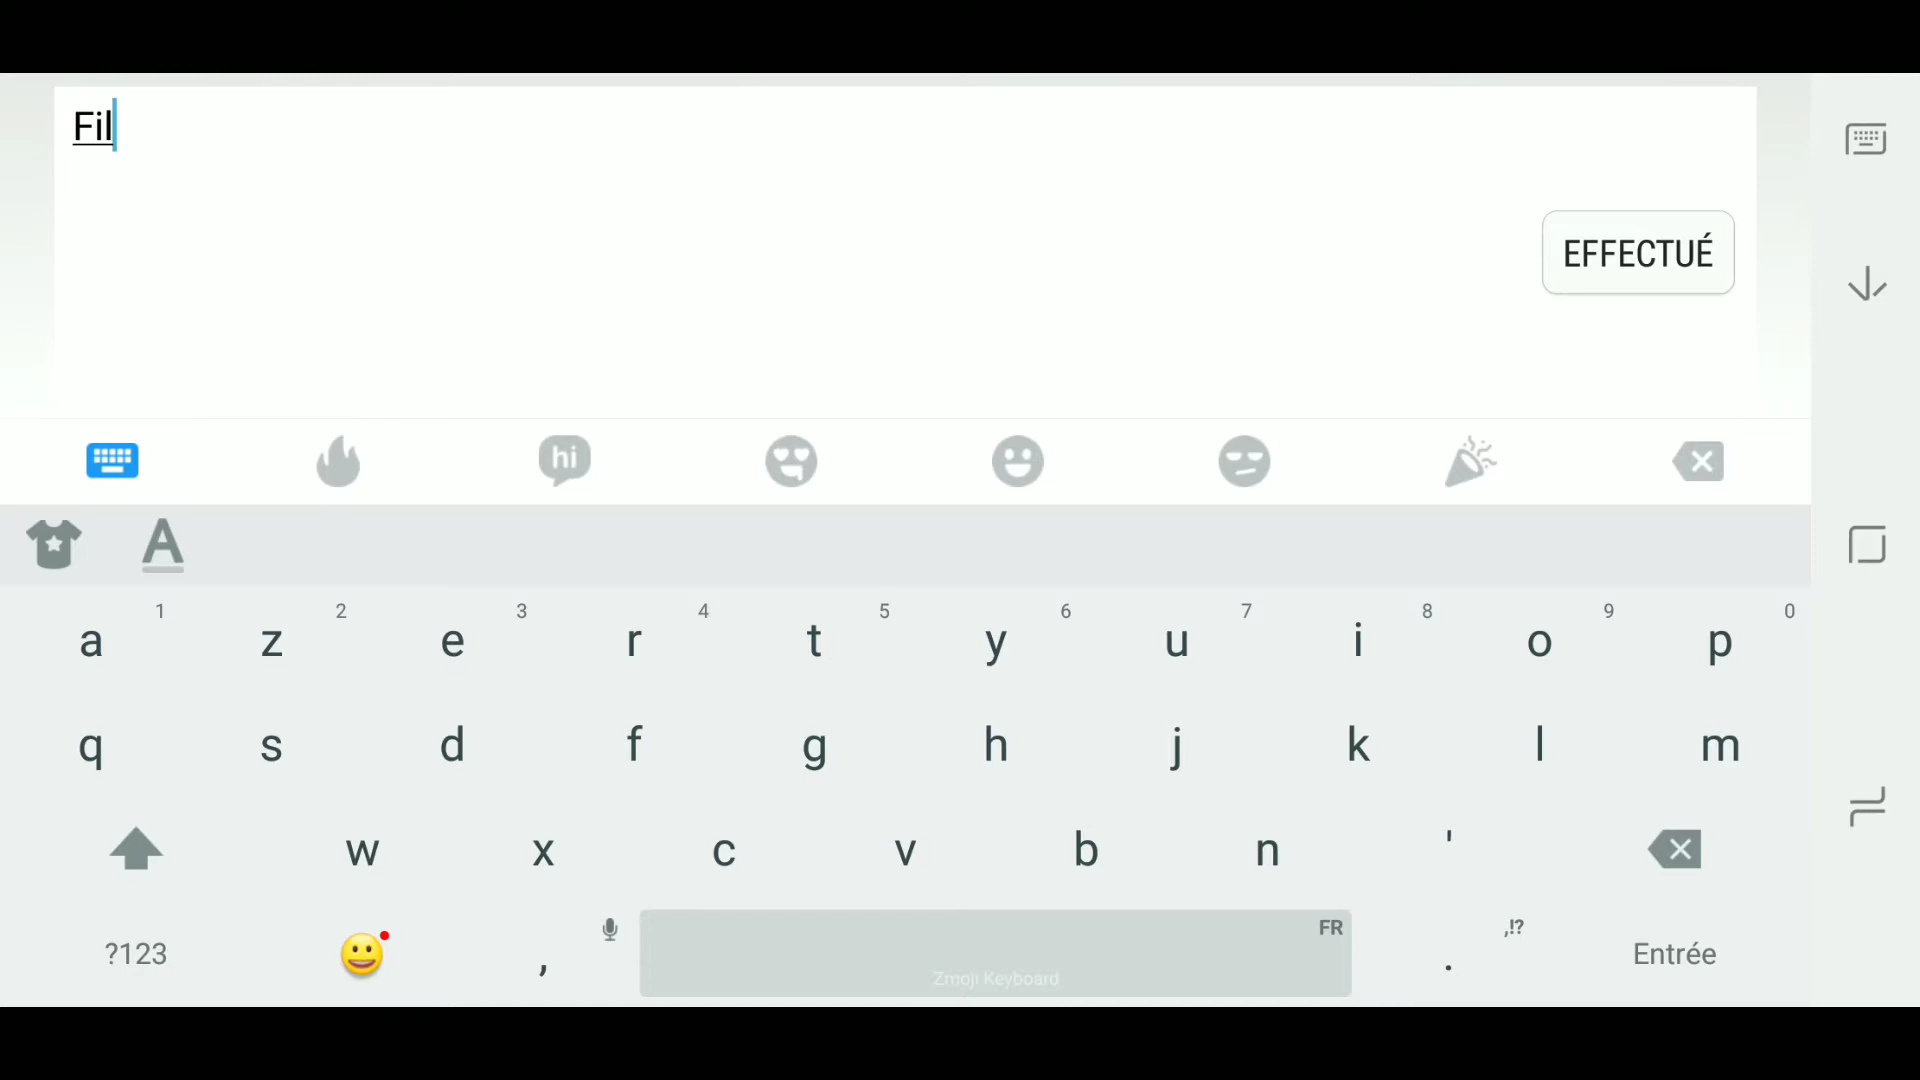 Fil
EFFECTUÉ
hi
A
1 2 3 4 5 6 7 8 9 0
a z e r t y u i o p
q s d f g h j k l m
w x c v b n '
?123 , FR ,!? . Entrée
Zmoji Keyboard